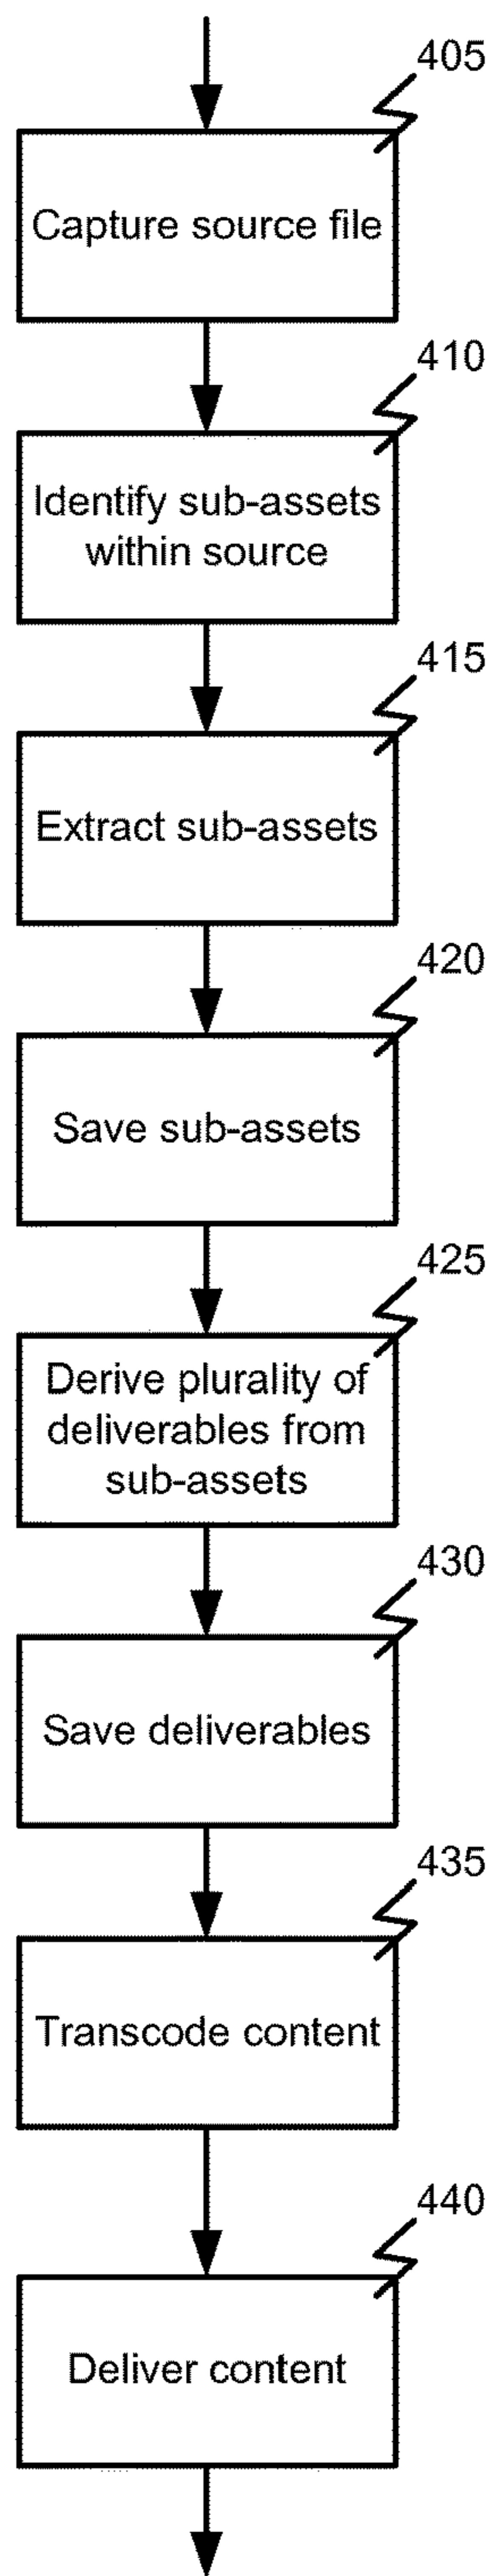 405
Capture source file
410
Identify sub-assets
within source
415
Extract sub-assets
420
Save sub-assets
425
Derive plurality of
deliverables from
sub-assets
430
Save deliverables
435
Transcode content
440
Deliver content